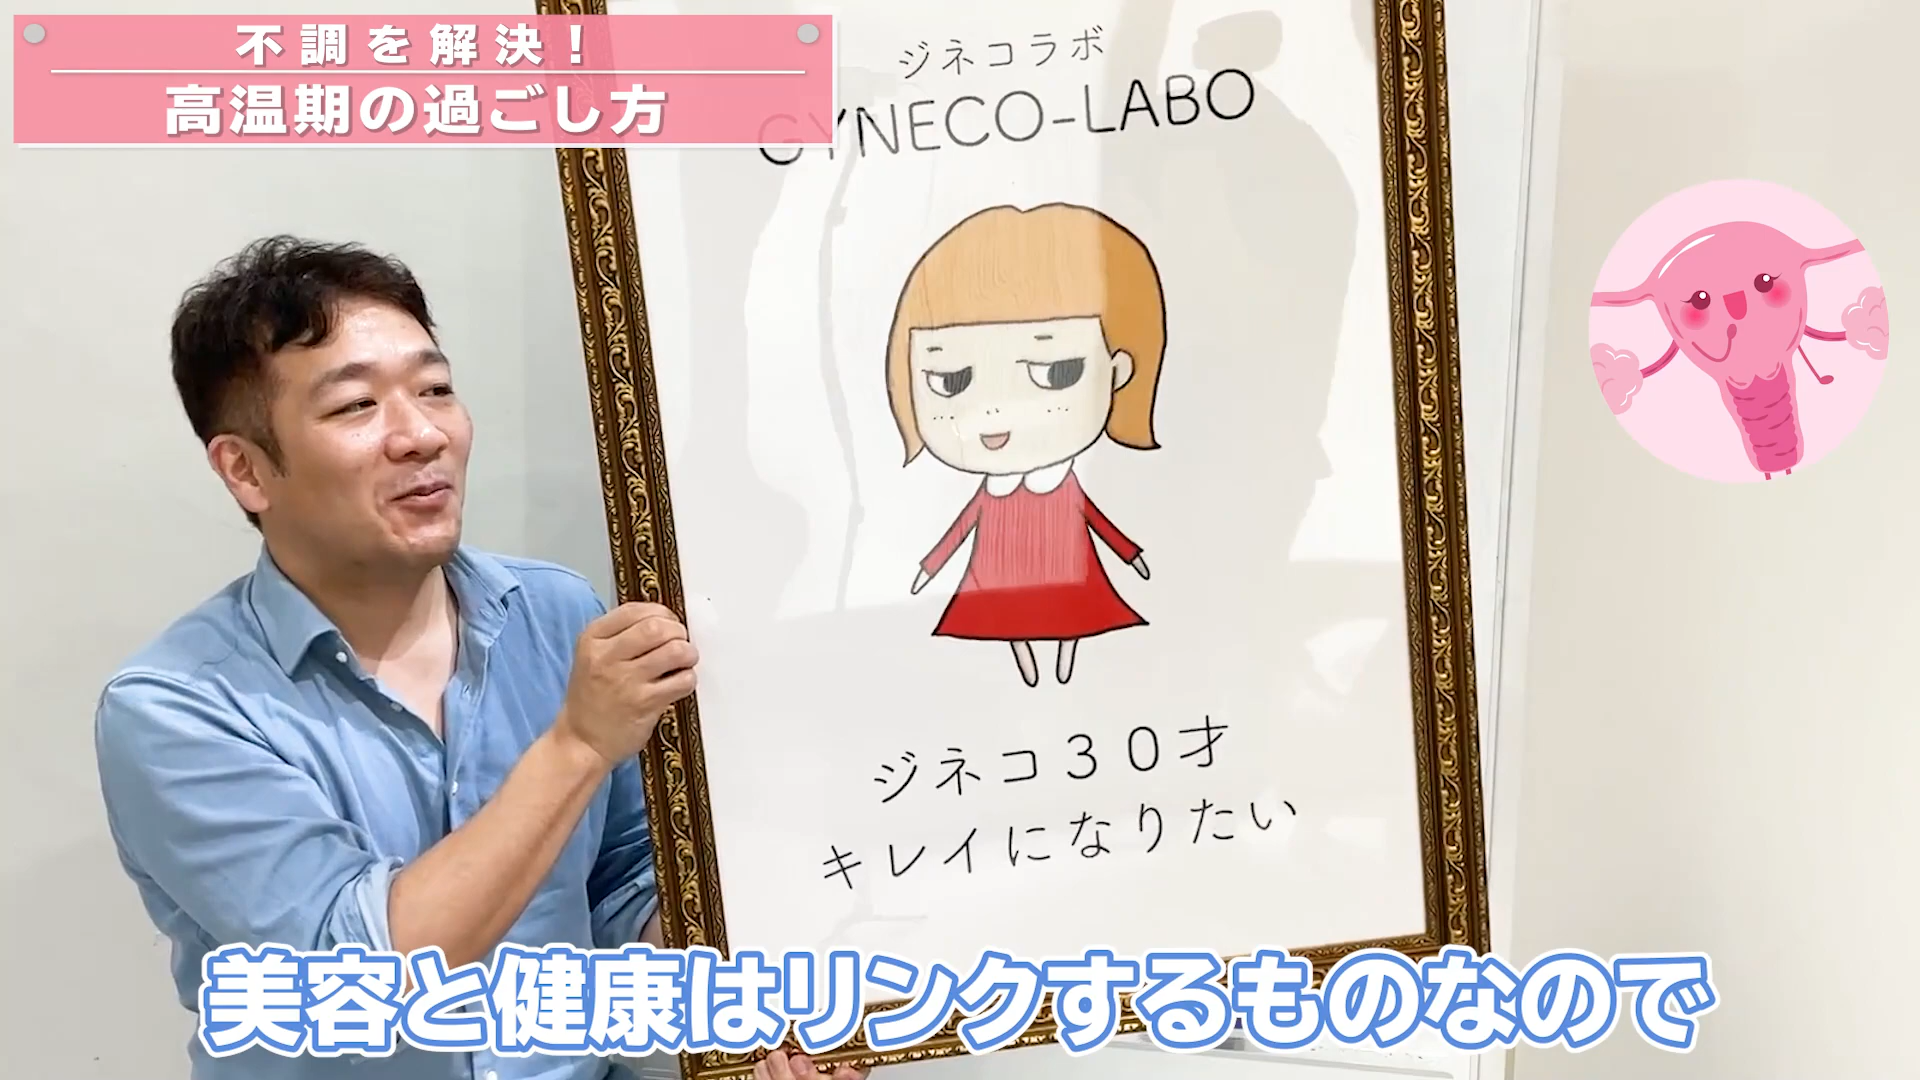 不調を解決！
高温期の過ごし方
ジネコラボ
GYNECO-LABO
ジネコ３０才
キレイになりたい
美容と健康はリンクするものなので